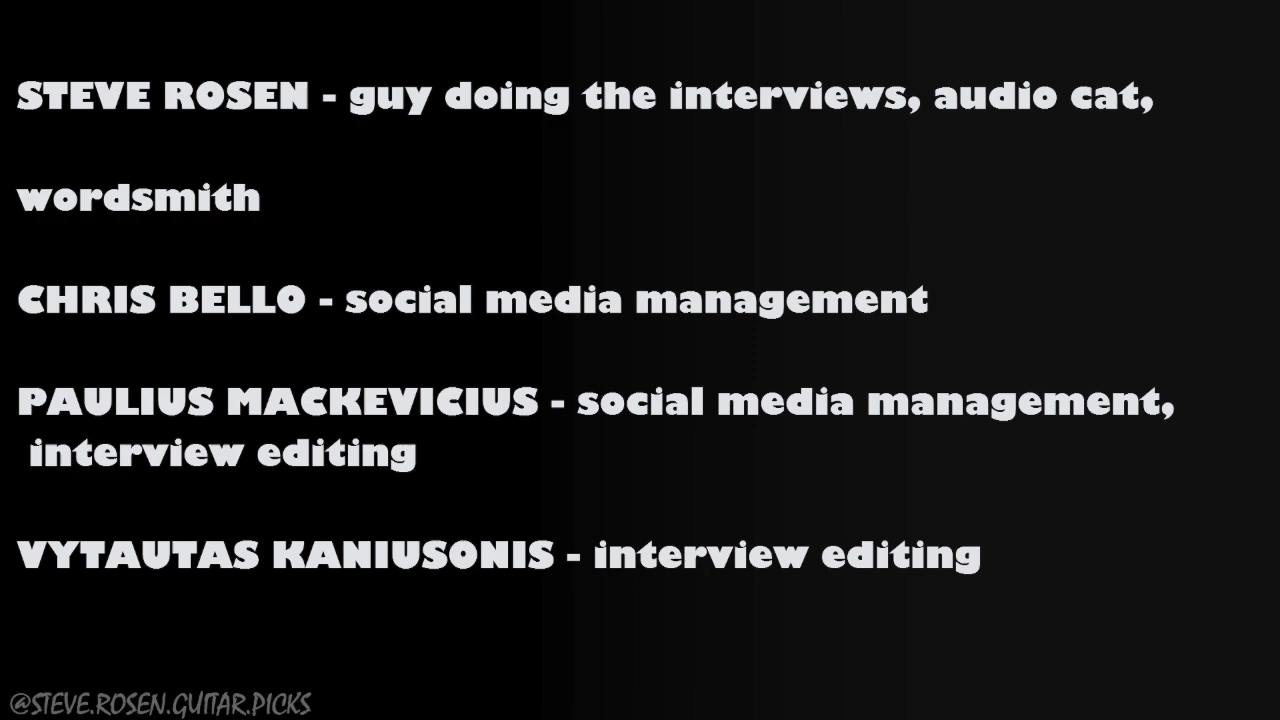 STEVE ROSEN - guy doing the interviews, audio cat,
wordsmith
CHRIS BELLO - social media management
PAULIUS MACKEVICIUS - social media management,
interview editing
VYTAUTAS KANIUSONIS - interview editing
@STEVE.ROSEN.GUITAR.PICKS